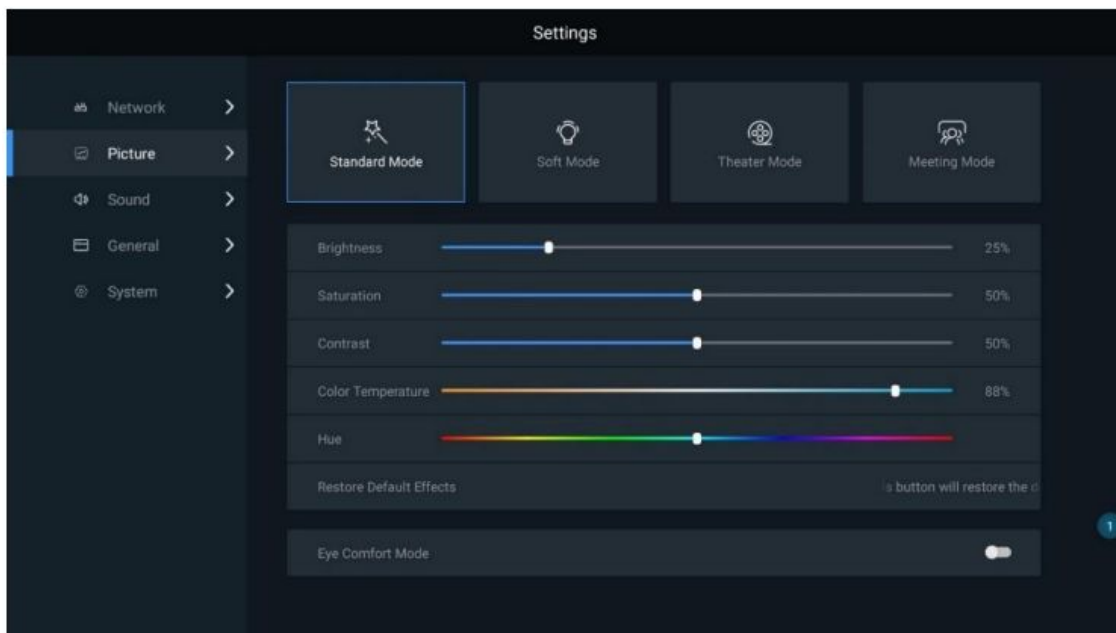 Settings
Network
Picture
Sound
General
System
Standard Mode
Soft Mode
Theater Mode
Meeting Mode
Brightness 25%
Saturation 50%
Contrast 50%
Color Temperature 88%
Hue
Restore Default Effects s button will restore the d
Eye Comfort Mode
1